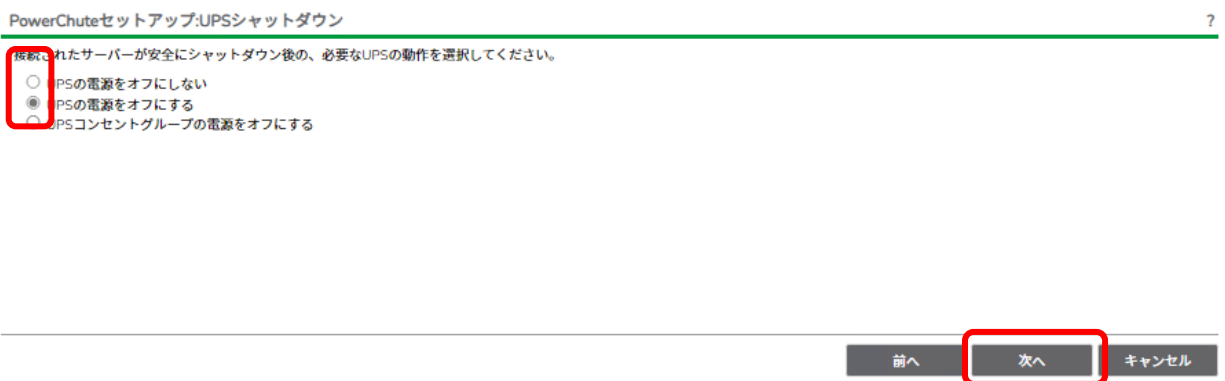 PowerChuteセットアップ:UPSシャットダウン ?
接続されたサーバーが安全にシャットダウン後の、必要なUPSの動作を選択してください。
UPSの電源をオフにしない
UPSの電源をオフにする
UPSコンセントグループの電源をオフにする
前へ 次へ キャンセル